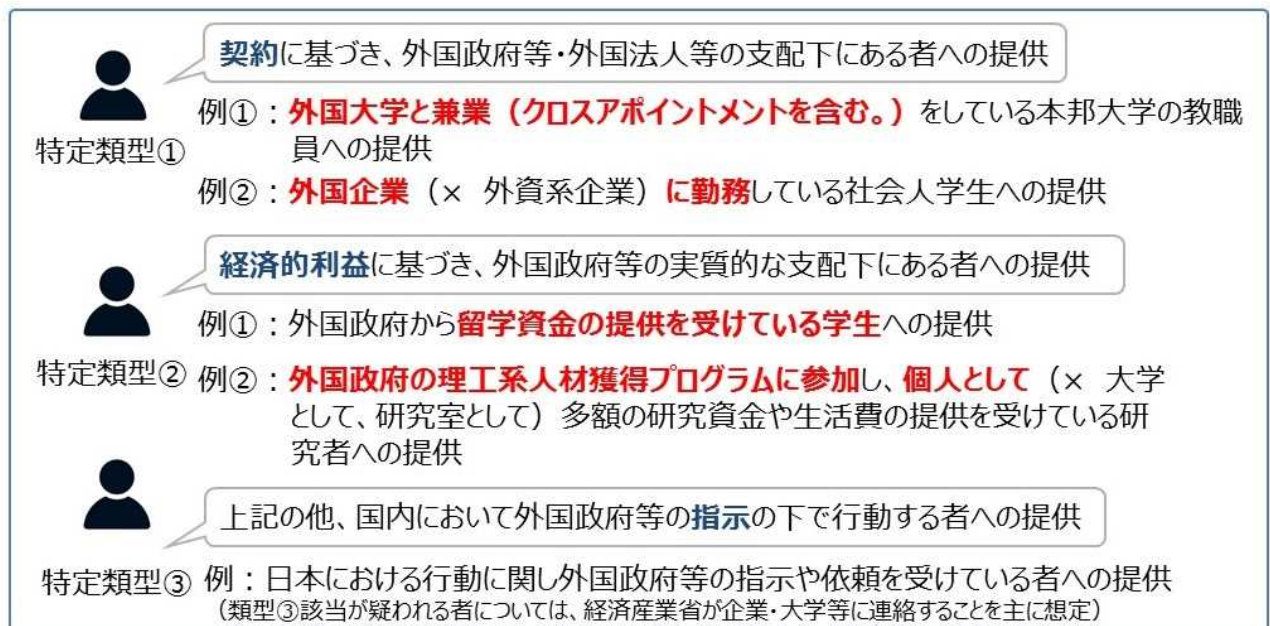 契約に基づき、外国政府等・外国法人等の支配下にある者への提供
特定類型①
例①：外国大学と兼業（クロスアポイントメントを含む。）をしている本邦大学の教職
員への提供
例②：外国企業（× 外資系企業）に勤務している社会人学生への提供
経済的利益に基づき、外国政府等の実質的な支配下にある者への提供
特定類型②
例①：外国政府から留学資金の提供を受けている学生への提供
例②：外国政府の理工系人材獲得プログラムに参加し、個人として（× 大学
として、研究室として）多額の研究資金や生活費の提供を受けている研
究者への提供
上記の他、国内において外国政府等の指示の下で行動する者への提供
特定類型③
例：日本における行動に関し外国政府等の指示や依頼を受けている者への提供
（類型③該当が疑われる者については、経済産業省が企業・大学等に連絡することを主に想定）